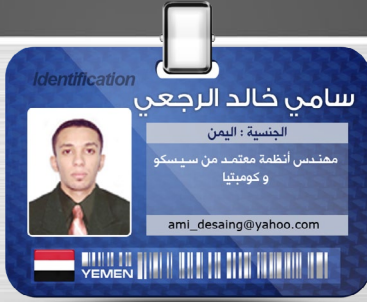 Identification
سامي خالد الرجعي
الجنسية : اليمن
مهندس أنظمة معتمد من سيسكو
و كومبتيا
ami_desaing@yahoo.com
YEMEN